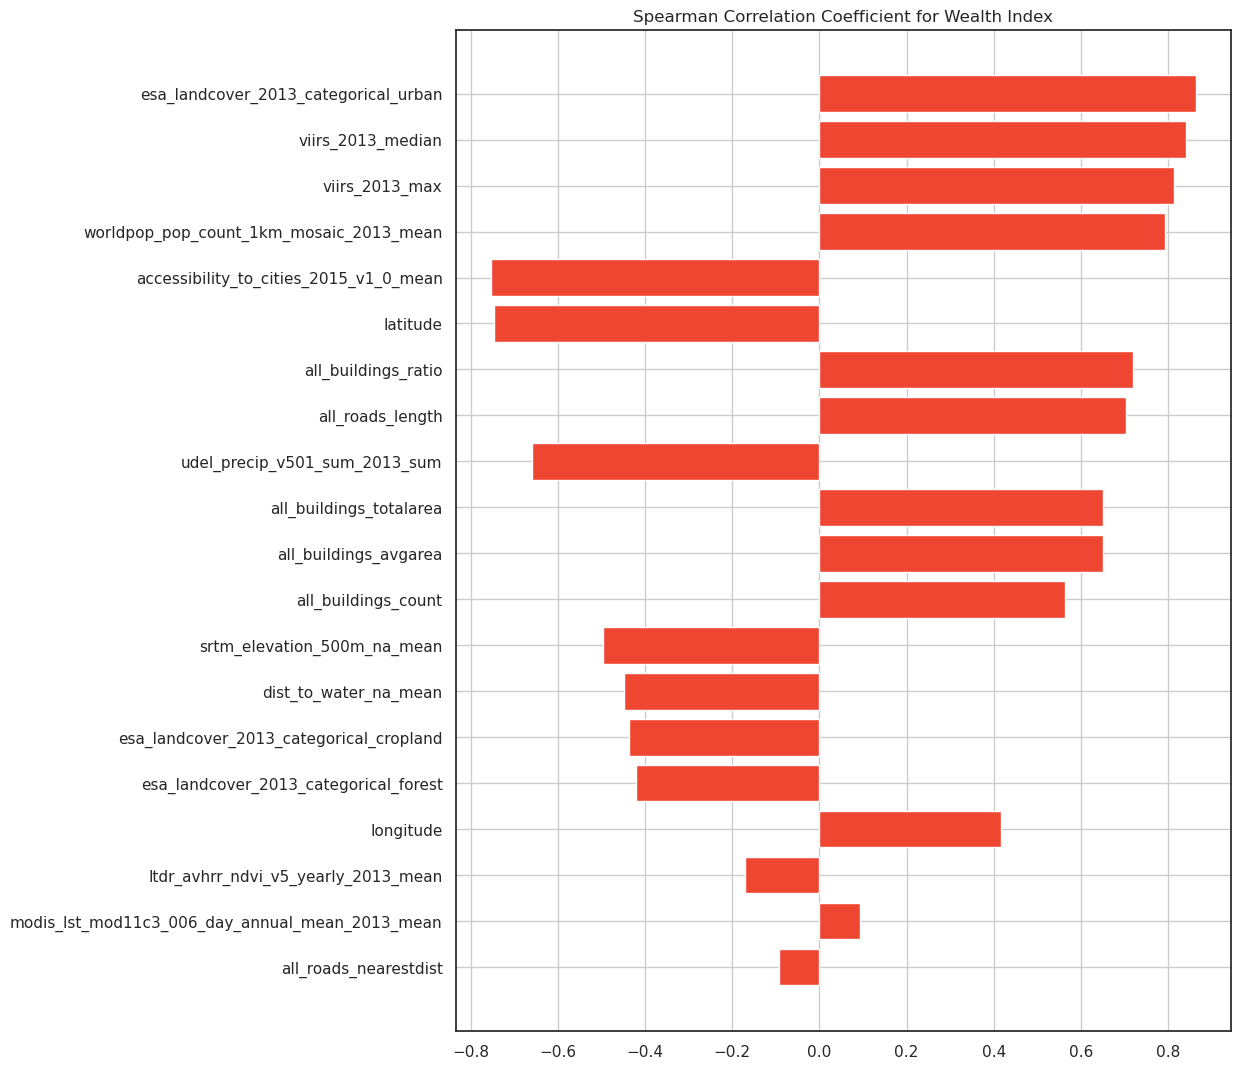 Spearman Correlation Coefficient for Wealth Index
esa_landcover_2013_categorical_urban
viirs_2013_median
viirs_2013_max
worldpop_pop_count_1km_mosaic_2013_mean
accessibility_to_cities_2015_v1_0_mean
latitude
all_buildings_ratio
all_roads_length
udel_precip_v501_sum_2013_sum
all_buildings_totalarea
all_buildings_avgarea
all_buildings_count
srtm_elevation_500m_na_mean
dist_to_water_na_mean
esa_landcover_2013_categorical_cropland
esa_landcover_2013_categorical_forest
longitude
ltdr_avhrr_ndvi_v5_yearly_2013_mean
modis_lst_mod11c3_006_day_annual_mean_2013_mean
all_roads_nearestdist
−0.8 −0.6 −0.4 −0.2 0.0 0.2 0.4 0.6 0.8